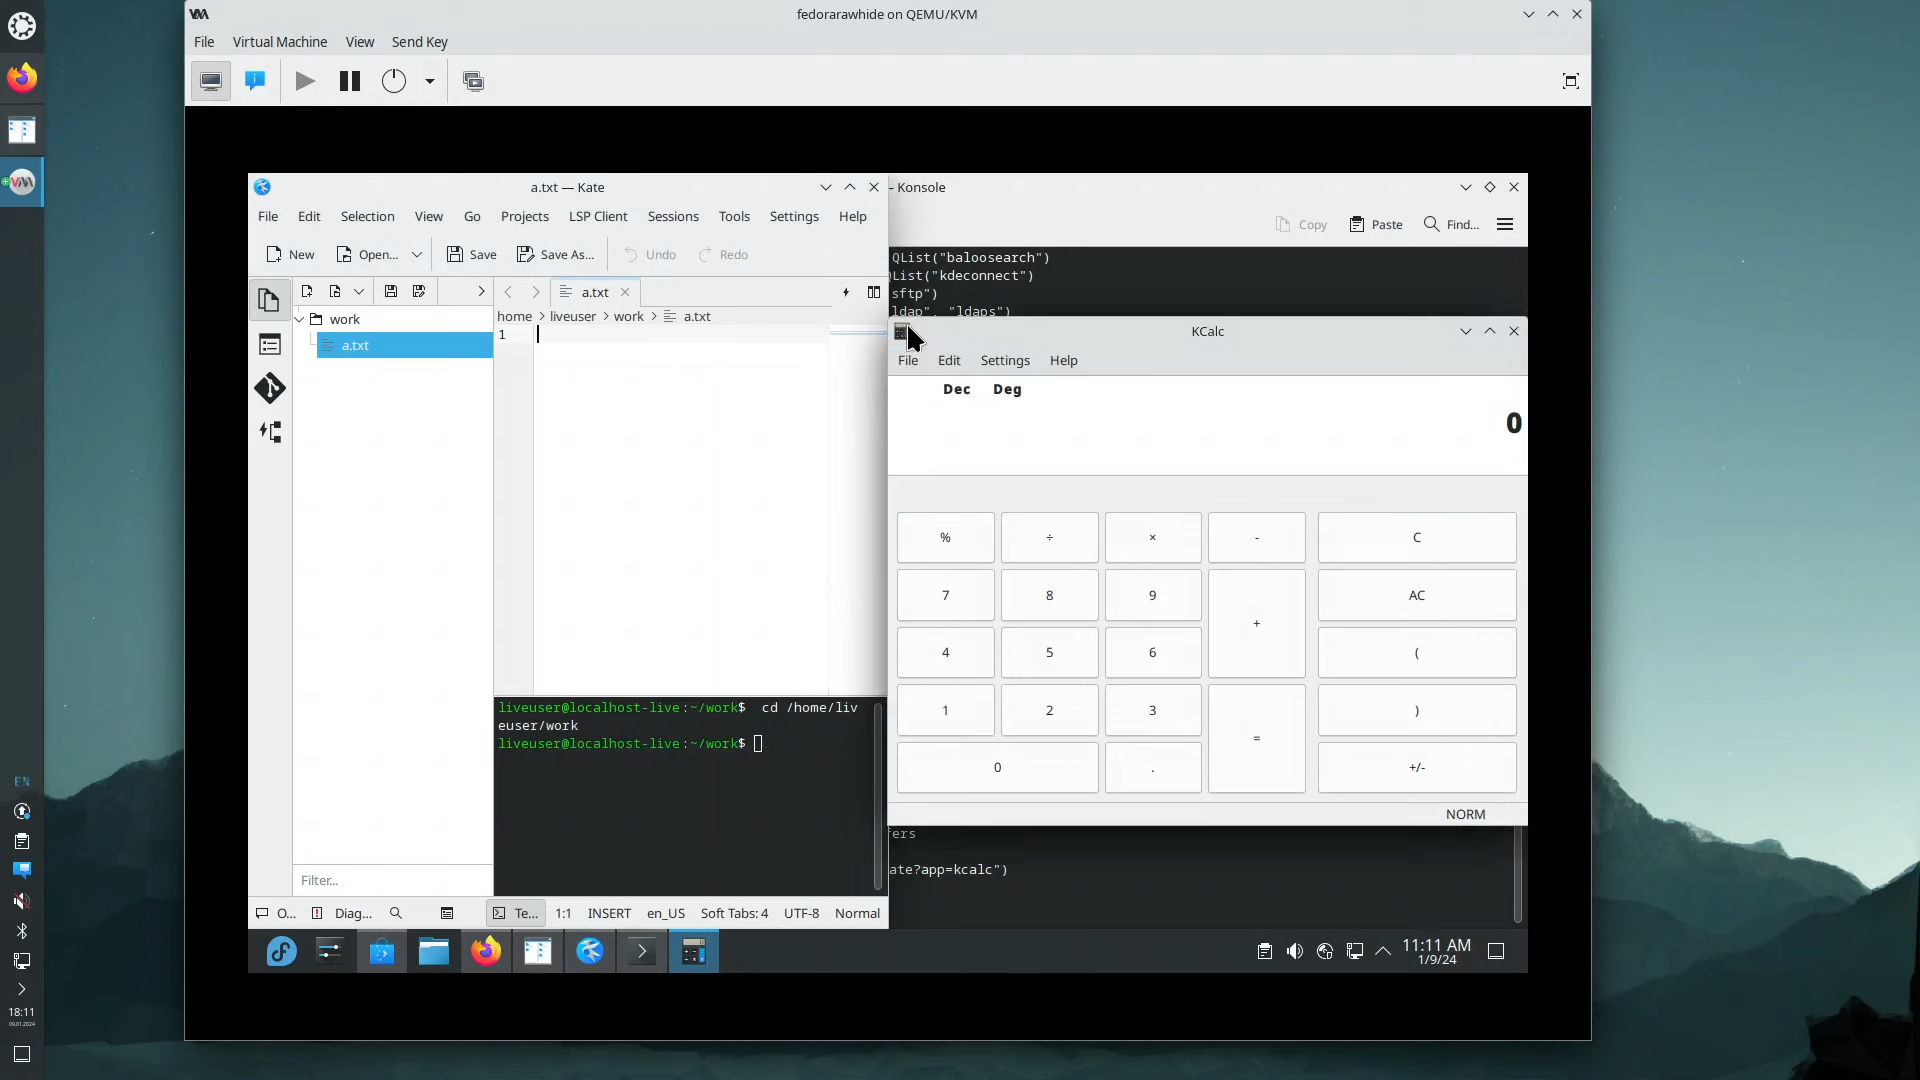 fedorarawhide on QEMU/KVM
File Virtual Machine View Send Key
a.txt — Kate
File Edit Selection View Go Projects LSP Client Sessions Tools Settings Help
New Open... Save Save As... Undo Redo
a.txt
home > liveuser > work > a.txt
work
a.txt
1
liveuser@localhost-live:~/work$ cd /home/liv
euser/work
liveuser@localhost-live:~/work$
Filter...
O... Diag... Te... 1:1 INSERT en_US Soft Tabs: 4 UTF-8 Normal
- Konsole
Copy Paste Find...
QList("baloosearch")
List("kdeconnect")
sftp")
ldap", "ldaps")
KCalc
File Edit Settings Help
Dec Deg
0
% ÷ × - C
7 8 9 + AC
4 5 6 (
1 2 3 = )
0 . +/-
NORM
fers
ate?app=kcalc")
11:11 AM
1/9/24
EN
18:11
09.01.2024